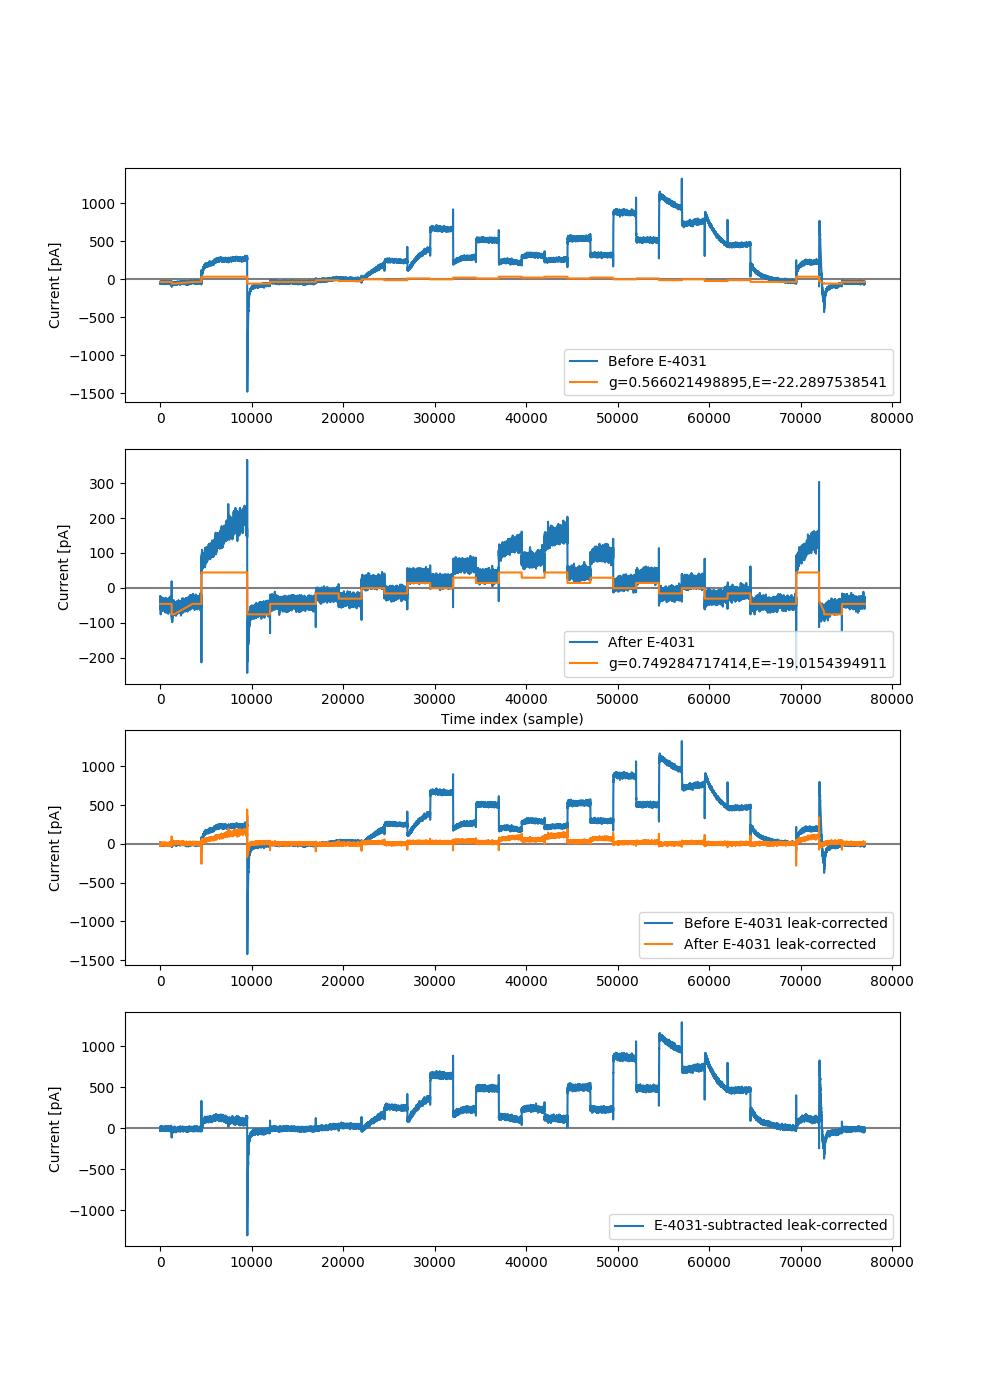 1000
500
0
−500
−1000
−1500
Current [pA]
Before E-4031
g=0.566021498895,E=-22.2897538541
0 10000 20000 30000 40000 50000 60000 70000 80000
300
200
100
0
−100
−200
Current [pA]
After E-4031
g=0.749284717414,E=-19.0154394911
0 10000 20000 30000 40000 50000 60000 70000 80000
Time index (sample)
1000
500
0
−500
−1000
−1500
Current [pA]
Before E-4031 leak-corrected
After E-4031 leak-corrected
0 10000 20000 30000 40000 50000 60000 70000 80000
1000
500
0
−500
−1000
Current [pA]
E-4031-subtracted leak-corrected
0 10000 20000 30000 40000 50000 60000 70000 80000